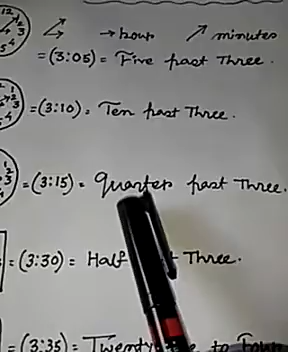 → hour ↗ minutes
= (3:05) = Five past Three.
= (3:10) = Ten past Three.
= (3:15) = Quarter past Three.
= (3:30) = Half Three.
= (3:35) = to